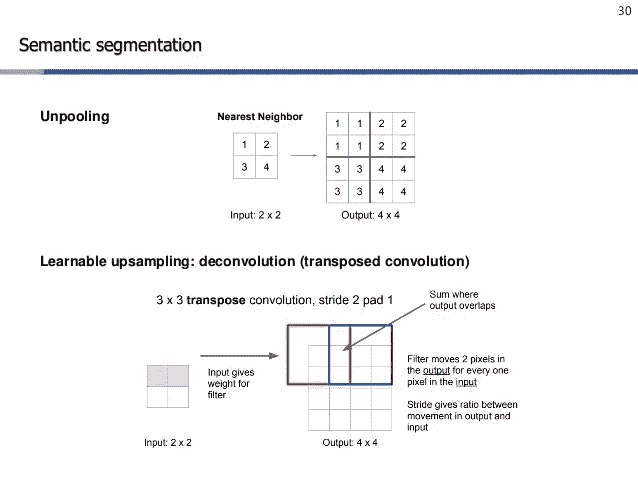 30
Semantic segmentation
Unpooling
Nearest Neighbor
1 2
3 4
1 1 2 2
1 1 2 2
3 3 4 4
3 3 4 4
Input: 2 x 2
Output: 4 x 4
Learnable upsampling: deconvolution (transposed convolution)
3 x 3 transpose convolution, stride 2 pad 1
Sum where
output overlaps
Input gives
weight for
filter
Filter moves 2 pixels in
the output for every one
pixel in the input
Stride gives ratio between
movement in output and
input
Input: 2 x 2
Output: 4 x 4